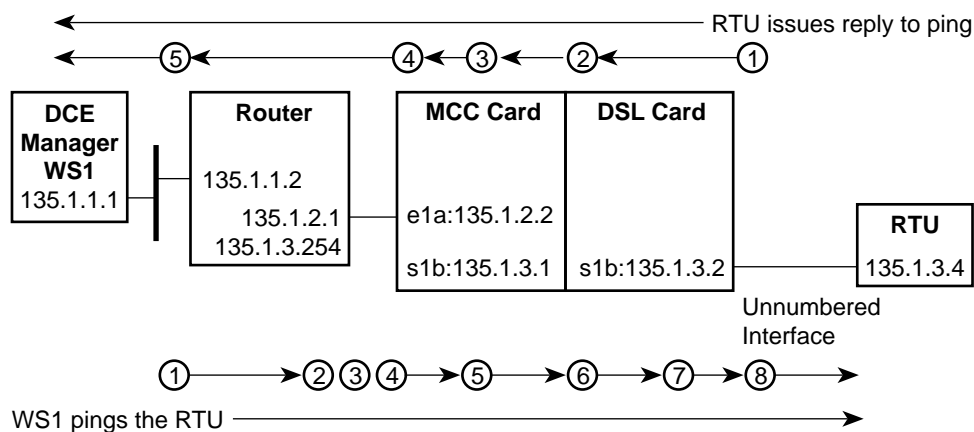 RTU issues reply to ping
5 4 3 2 1
DCE
Manager
WS1
135.1.1.1
Router
135.1.1.2
135.1.2.1
135.1.3.254
MCC Card
e1a:135.1.2.2
s1b:135.1.3.1
DSL Card
s1b:135.1.3.2
RTU
135.1.3.4
Unnumbered
Interface
1 2 3 4 5 6 7 8
WS1 pings the RTU